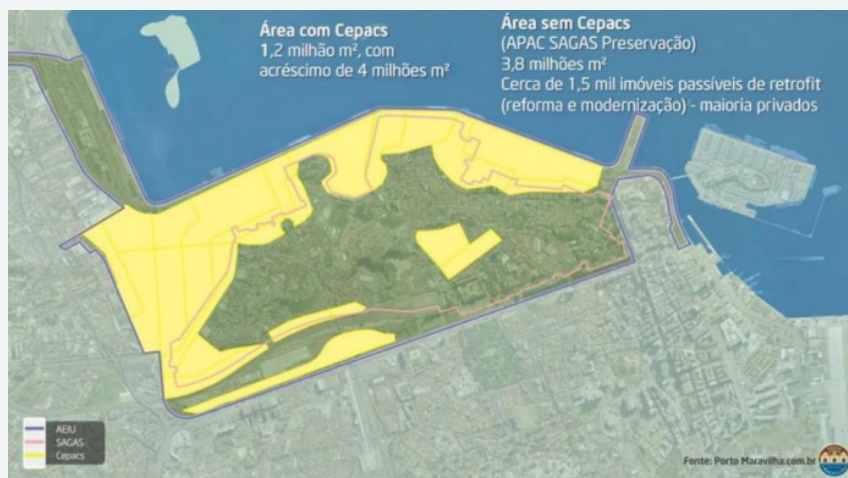 Área com Cepacs
1,2 milhão m², com
acréscimo de 4 milhões m²
Área sem Cepacs
(APAC SAGAS Preservação)
3,8 milhões m²
Cerca de 1,5 mil imóveis passíveis de retrofit
(reforma e modernização) - maioria privados
AEIU
SAGAS
Cepacs
Fonte: Porto Maravilha.com.br